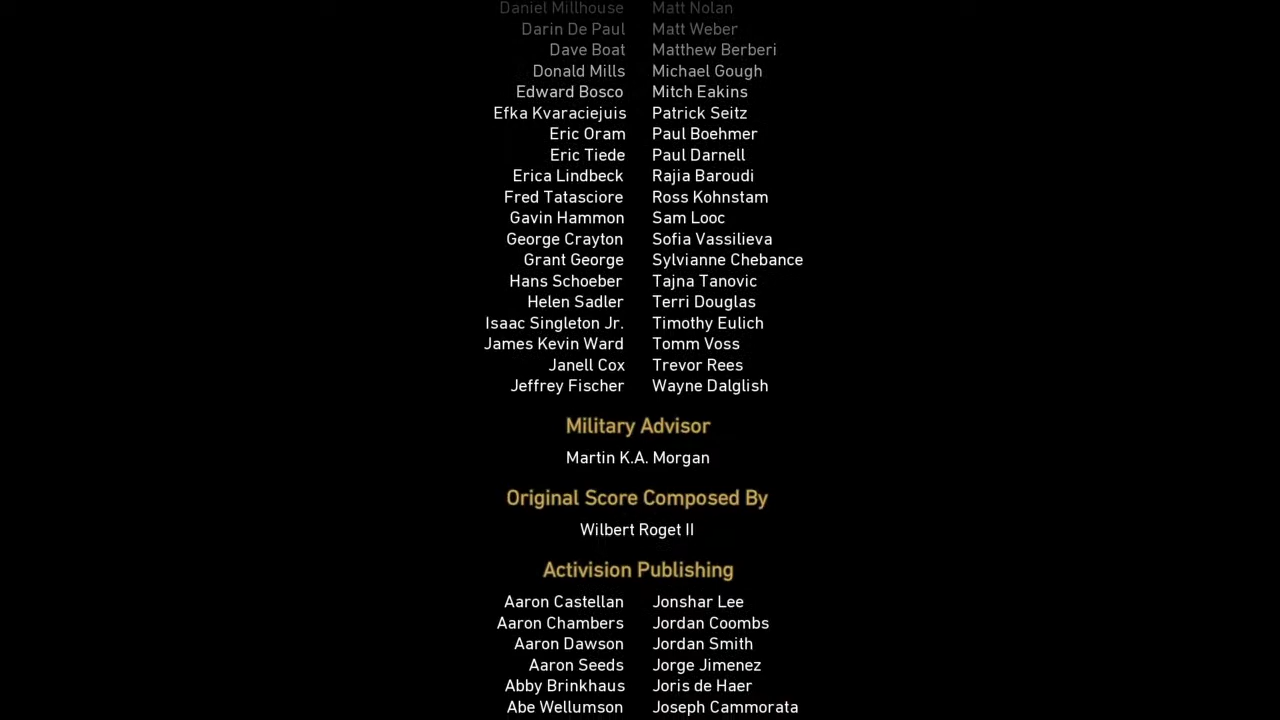 Daniel Millhouse Matt Nolan
Darin De Paul Matt Weber
Dave Boat Matthew Berberi
Donald Mills Michael Gough
Edward Bosco Mitch Eakins
Efka Kvaraciejuis Patrick Seitz
Eric Oram Paul Boehmer
Eric Tiede Paul Darnell
Erica Lindbeck Rajia Baroudi
Fred Tatasciore Ross Kohnstam
Gavin Hammon Sam Looc
George Crayton Sofia Vassilieva
Grant George Sylvianne Chebance
Hans Schoeber Tajna Tanovic
Helen Sadler Terri Douglas
Isaac Singleton Jr. Timothy Eulich
James Kevin Ward Tomm Voss
Janell Cox Trevor Rees
Jeffrey Fischer Wayne Dalglish
Military Advisor
Martin K.A. Morgan
Original Score Composed By
Wilbert Roget II
Activision Publishing
Aaron Castellan Jonshar Lee
Aaron Chambers Jordan Coombs
Aaron Dawson Jordan Smith
Aaron Seeds Jorge Jimenez
Abby Brinkhaus Joris de Haer
Abe Wellumson Joseph Cammorata